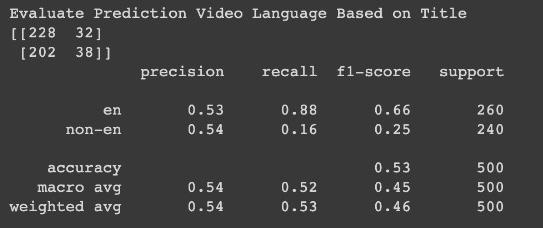 Evaluate Prediction Video Language Based on Title
[[228 32]
[202 38]]
precision recall f1-score support
en 0.53 0.88 0.66 260
non-en 0.54 0.16 0.25 240
accuracy 0.53 500
macro avg 0.54 0.52 0.45 500
weighted avg 0.54 0.53 0.46 500